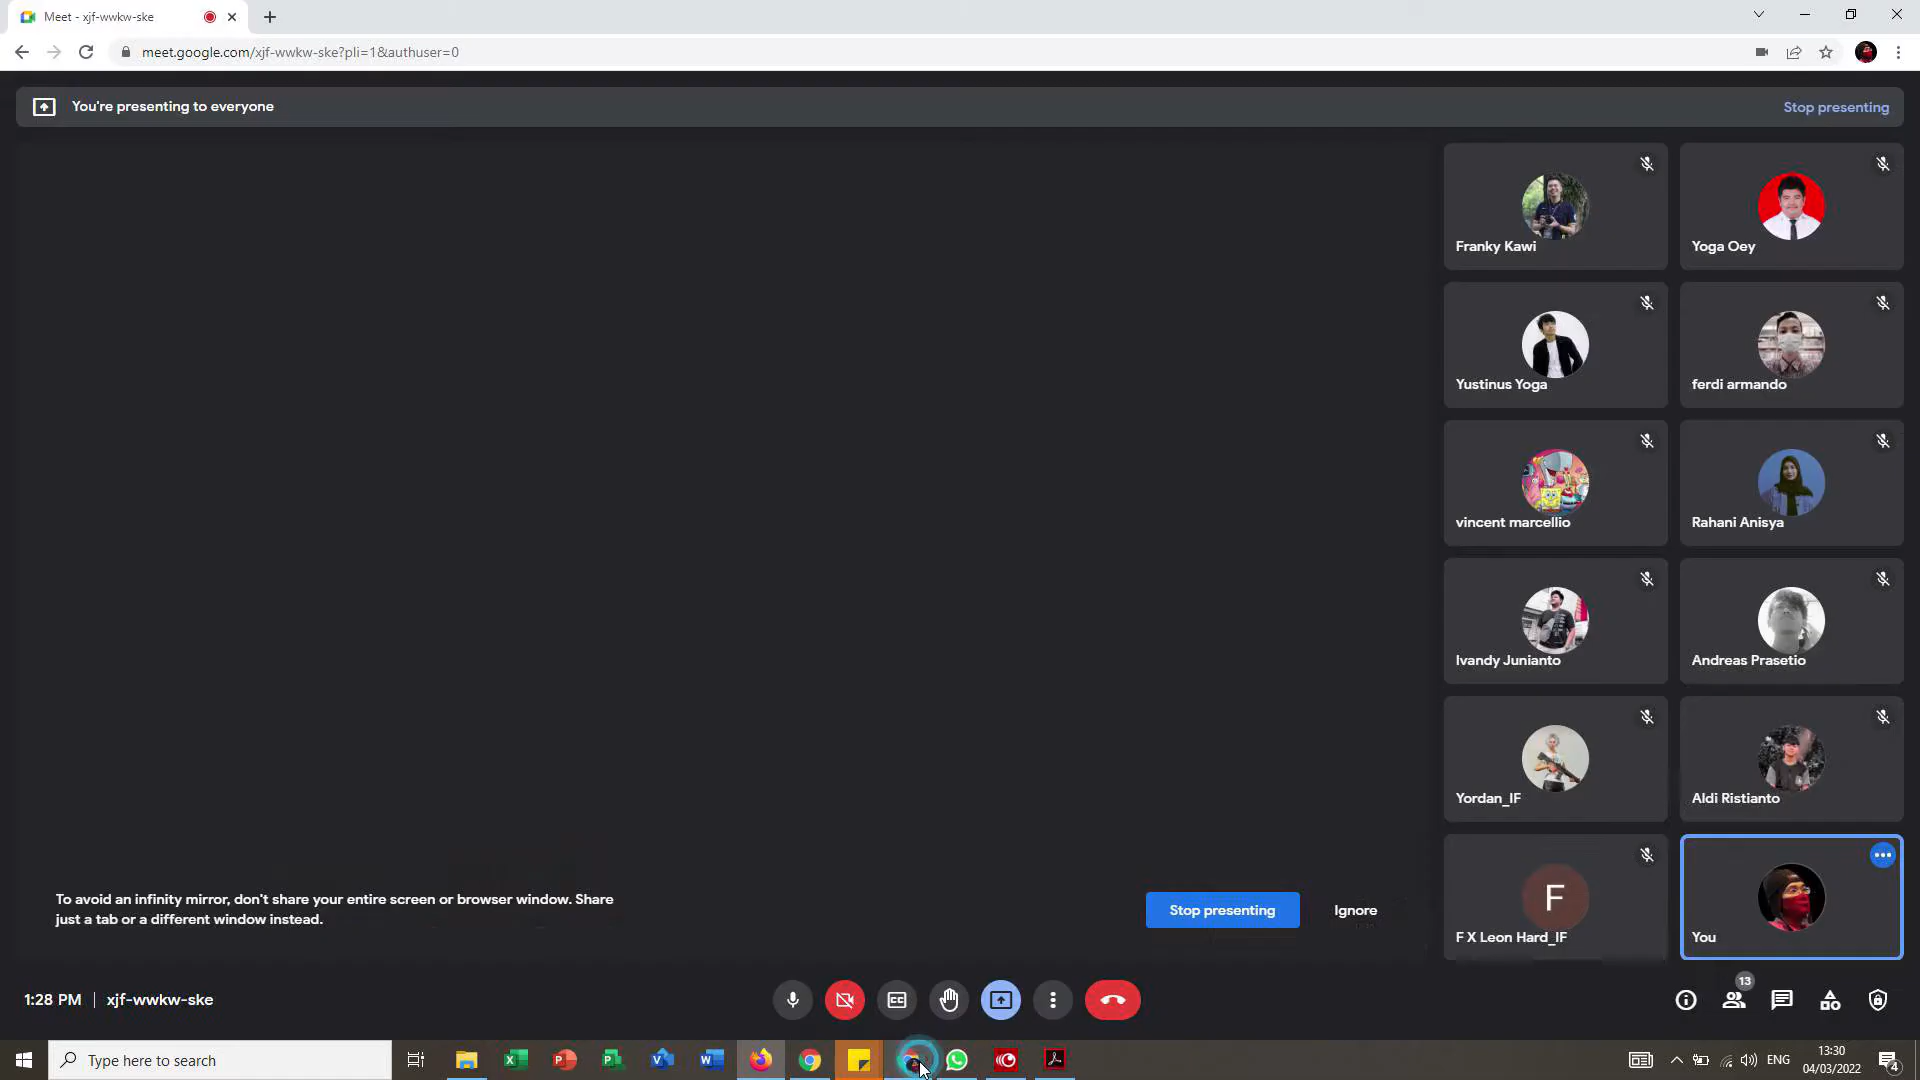 Meet - xjf-wwkw-ske
meet.google.com/xjf-wwkw-ske?pli=1&authuser=0
You're presenting to everyone
Stop presenting
Franky Kawi
Yoga Oey
Yustinus Yoga
ferdi armando
vincent marcellio
Rahani Anisya
Ivandy Junianto
Andreas Prasetio
Yordan_IF
Aldi Ristianto
F
F X Leon Hard_IF
You
To avoid an infinity mirror, don't share your entire screen or browser window. Share
just a tab or a different window instead.
Stop presenting
Ignore
1:28 PM | xjf-wwkw-ske
CC
13
Type here to search
ENG
13:30
04/03/2022
4